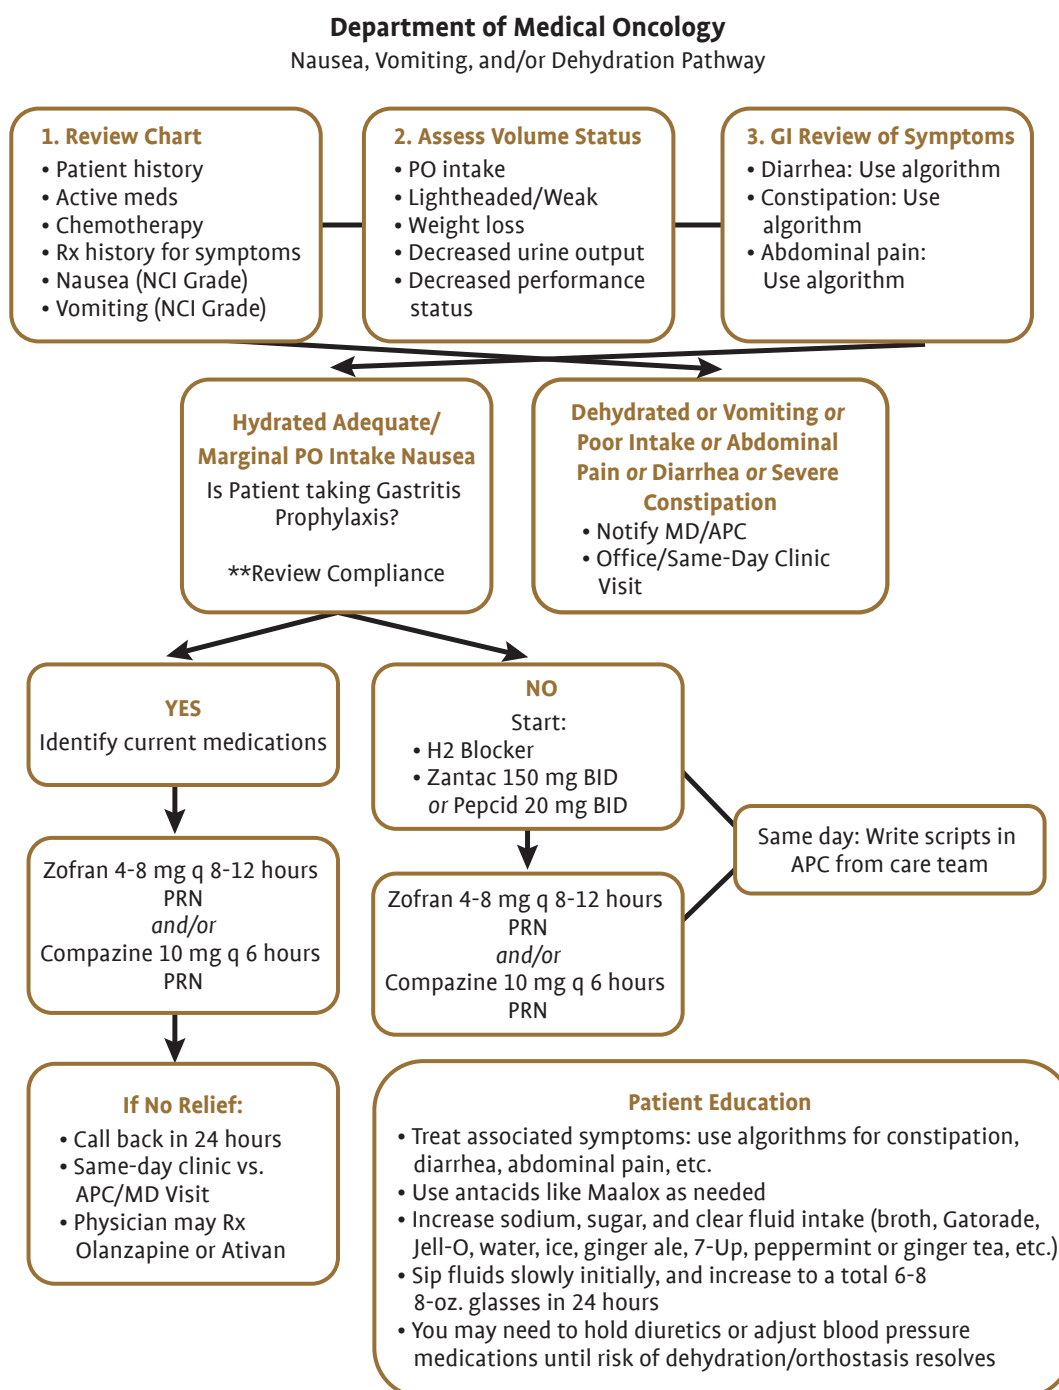 Department of Medical Oncology
Nausea, Vomiting, and/or Dehydration Pathway
1. Review Chart
• Patient history
• Active meds
• Chemotherapy
• Rx history for symptoms
• Nausea (NCI Grade)
• Vomiting (NCI Grade)
2. Assess Volume Status
• PO intake
• Lightheaded/Weak
• Weight loss
• Decreased urine output
• Decreased performance
status
3. GI Review of Symptoms
• Diarrhea: Use algorithm
• Constipation: Use
algorithm
• Abdominal pain:
Use algorithm
Hydrated Adequate/
Marginal PO Intake Nausea
Is Patient taking Gastritis
Prophylaxis?
**Review Compliance
Dehydrated or Vomiting or
Poor Intake or Abdominal
Pain or Diarrhea or Severe
Constipation
• Notify MD/APC
• Office/Same-Day Clinic
Visit
YES
Identify current medications
NO
Start:
• H2 Blocker
• Zantac 150 mg BID
or Pepcid 20 mg BID
Same day: Write scripts in
APC from care team
Zofran 4-8 mg q 8-12 hours
PRN
and/or
Compazine 10 mg q 6 hours
PRN
Zofran 4-8 mg q 8-12 hours
PRN
and/or
Compazine 10 mg q 6 hours
PRN
If No Relief:
• Call back in 24 hours
• Same-day clinic vs.
APC/MD Visit
• Physician may Rx
Olanzapine or Ativan
Patient Education
• Treat associated symptoms: use algorithms for constipation,
diarrhea, abdominal pain, etc.
• Use antacids like Maalox as needed
• Increase sodium, sugar, and clear fluid intake (broth, Gatorade,
Jell-O, water, ice, ginger ale, 7-Up, peppermint or ginger tea, etc.)
• Sip fluids slowly initially, and increase to a total 6-8
8-oz. glasses in 24 hours
• You may need to hold diuretics or adjust blood pressure
medications until risk of dehydration/orthostasis resolves